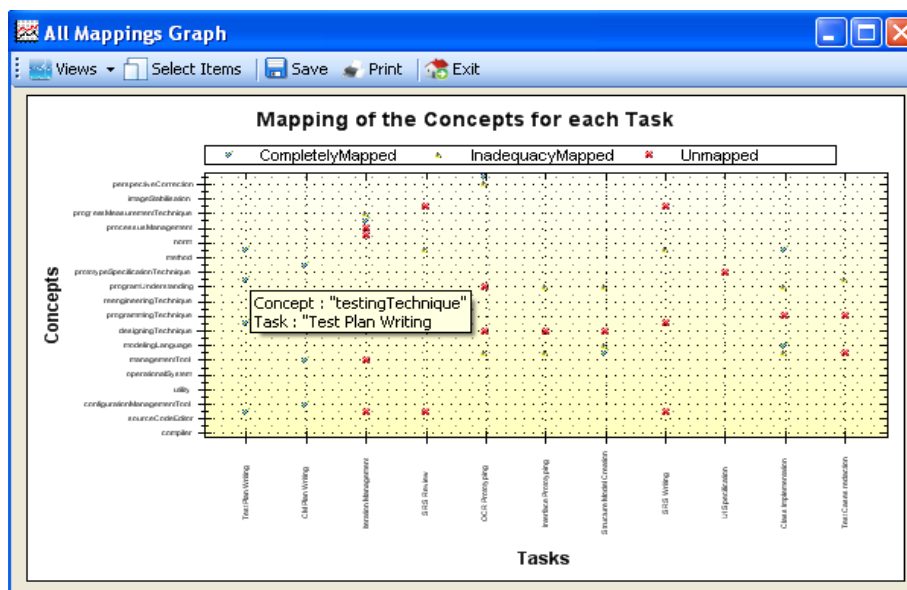 All Mappings Graph
Views Select Items Save Print Exit
Mapping of the Concepts for each Task
CompletelyMapped InadequacyMapped Unmapped
Concepts
perspectiveCorrection
imageStabilisation
progressMeasurementTechnique
processusManagement
norm
method
prototypeSpecificationTechnique
programUnderstanding
reengineeringTechnique
programmingTechnique
designingTechnique
modelingLanguage
managementTool
operationalSystem
utility
configurationManagementTool
sourceCodeEditor
compiler
Concept : "testingTechnique"
Task : "Test Plan Writing
Test Plan Writing
CM Plan Writing
Iteration Management
SRS Review
OCR Prototyping
Interface Prototyping
Structure Model Creation
SRS Writing
UI Specification
Class Implementation
Test Cases redaction
Tasks